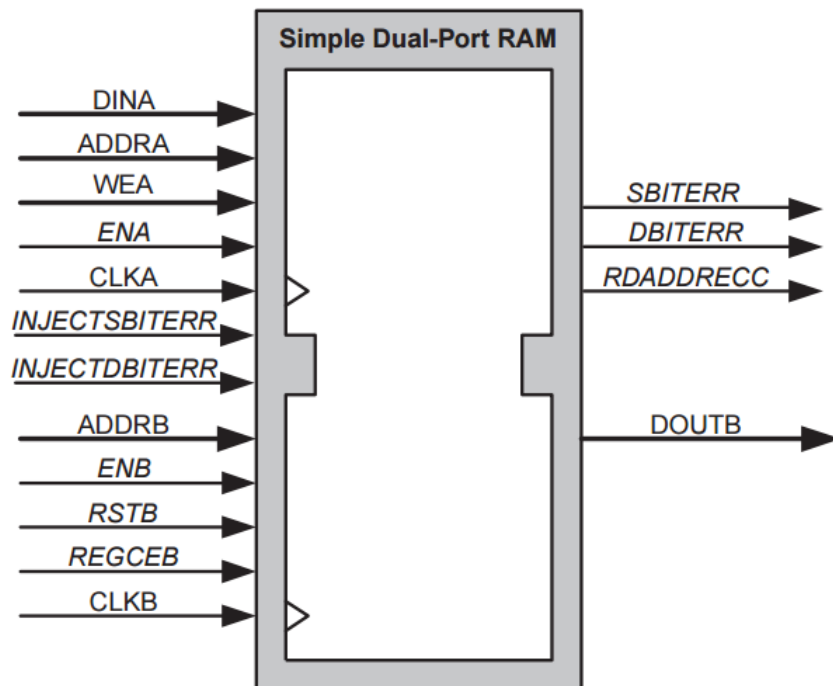 Simple Dual-Port RAM
DINA
ADDRA
WEA
ENA
CLKA
INJECTSBITERR
INJECTDBITERR
ADDRB
ENB
RSTB
REGCEB
CLKB
SBITERR
DBITERR
RDADDRECC
DOUTB